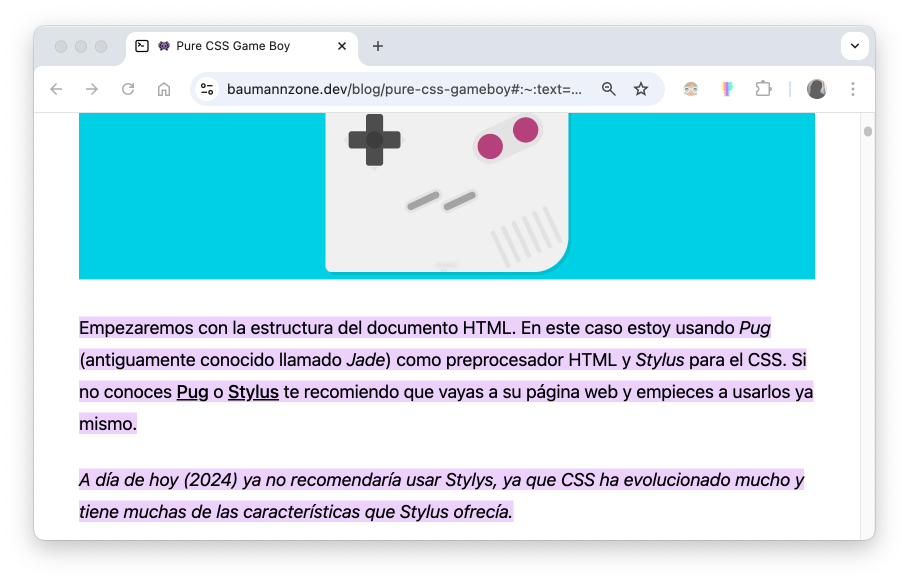 Pure CSS Game Boy
baumannzone.dev/blog/pure-css-gameboy#:~:text=...
Empezaremos con la estructura del documento HTML. En este caso estoy usando Pug
(antiguamente conocido llamado Jade) como preprocesador HTML y Stylus para el CSS. Si
no conoces Pug o Stylus te recomiendo que vayas a su página web y empieces a usarlos ya
mismo.
A día de hoy (2024) ya no recomendaría usar Stylys, ya que CSS ha evolucionado mucho y
tiene muchas de las características que Stylus ofrecía.